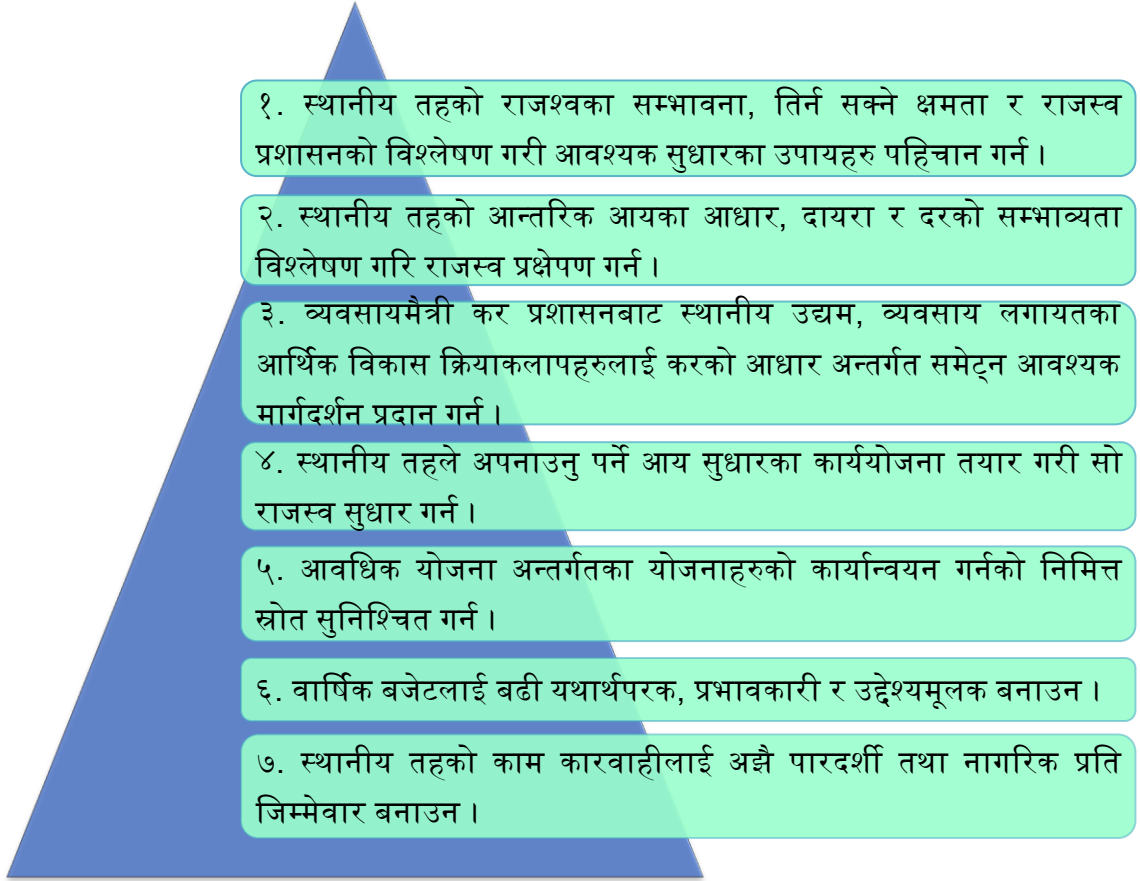 १. स्थानीय तहको राजश्वका सम्भावना, तिर्न सक्ने क्षमता र राजस्व
प्रशासनको विश्लेषण गरी आवश्यक सुधारका उपायहरु पहिचान गर्न ।
२. स्थानीय तहको आन्तरिक आयका आधार, दायरा र दरको सम्भाव्यता
विश्लेषण गरि राजस्व प्रक्षेपण गर्न ।
३. व्यवसायमैत्री कर प्रशासनबाट स्थानीय उद्यम, व्यवसाय लगायतका
आर्थिक विकास क्रियाकलापहरुलाई करको आधार अन्तर्गत समेट्न आवश्यक
मार्गदर्शन प्रदान गर्न ।
४. स्थानीय तहले अपनाउनु पर्ने आय सुधारका कार्ययोजना तयार गरी सो
राजस्व सुधार गर्न ।
५. आवधिक योजना अन्तर्गतका योजनाहरुको कार्यान्वयन गर्नको निमित्त
स्रोत सुनिश्चित गर्न ।
६. वार्षिक बजेटलाई बढी यथार्थपरक, प्रभावकारी र उद्देश्यमूलक बनाउन ।
७. स्थानीय तहको काम कारवाहीलाई अझै पारदर्शी तथा नागरिक प्रति
जिम्मेवार बनाउन ।